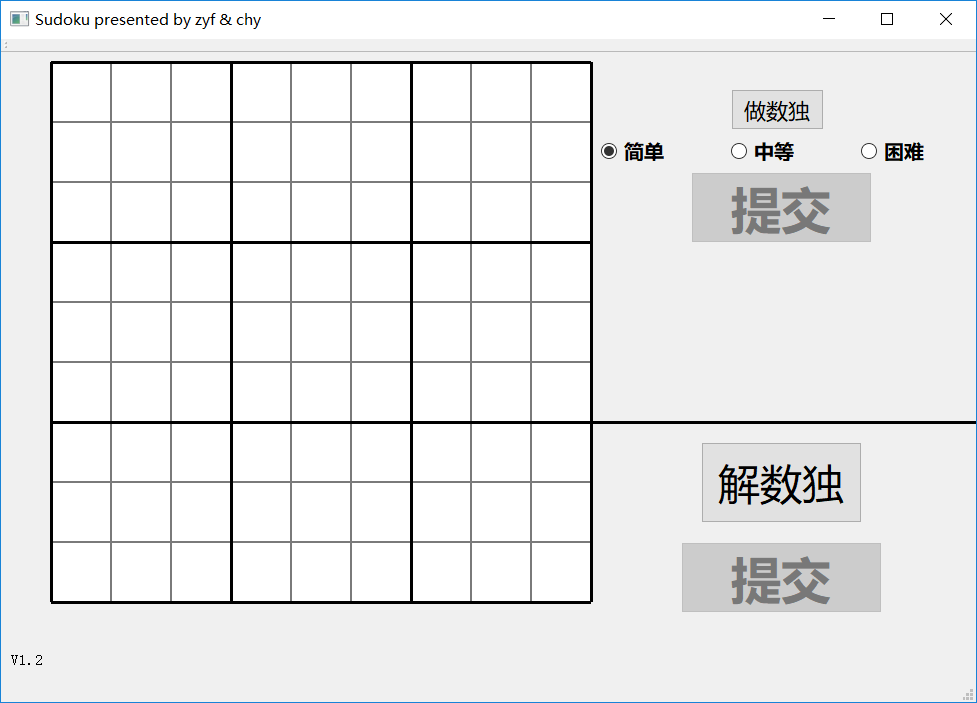 Sudoku presented by zyf & chy
做数独
简单 中等 困难
提交
解数独
提交
V1.2